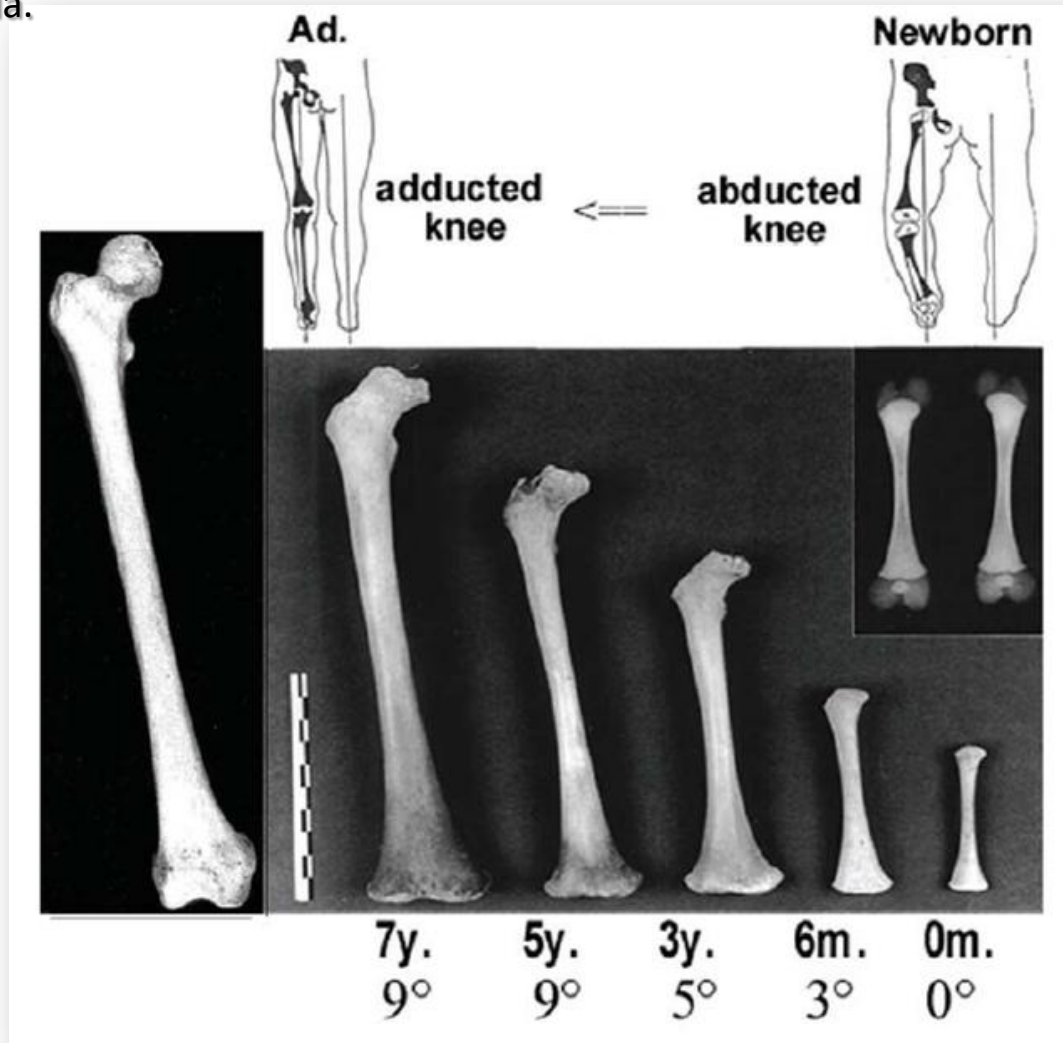 a.
Ad.
Newborn
adducted
knee
abducted
knee
7y.
5y.
3y.
6m.
0m.
9°
9°
5°
3°
0°